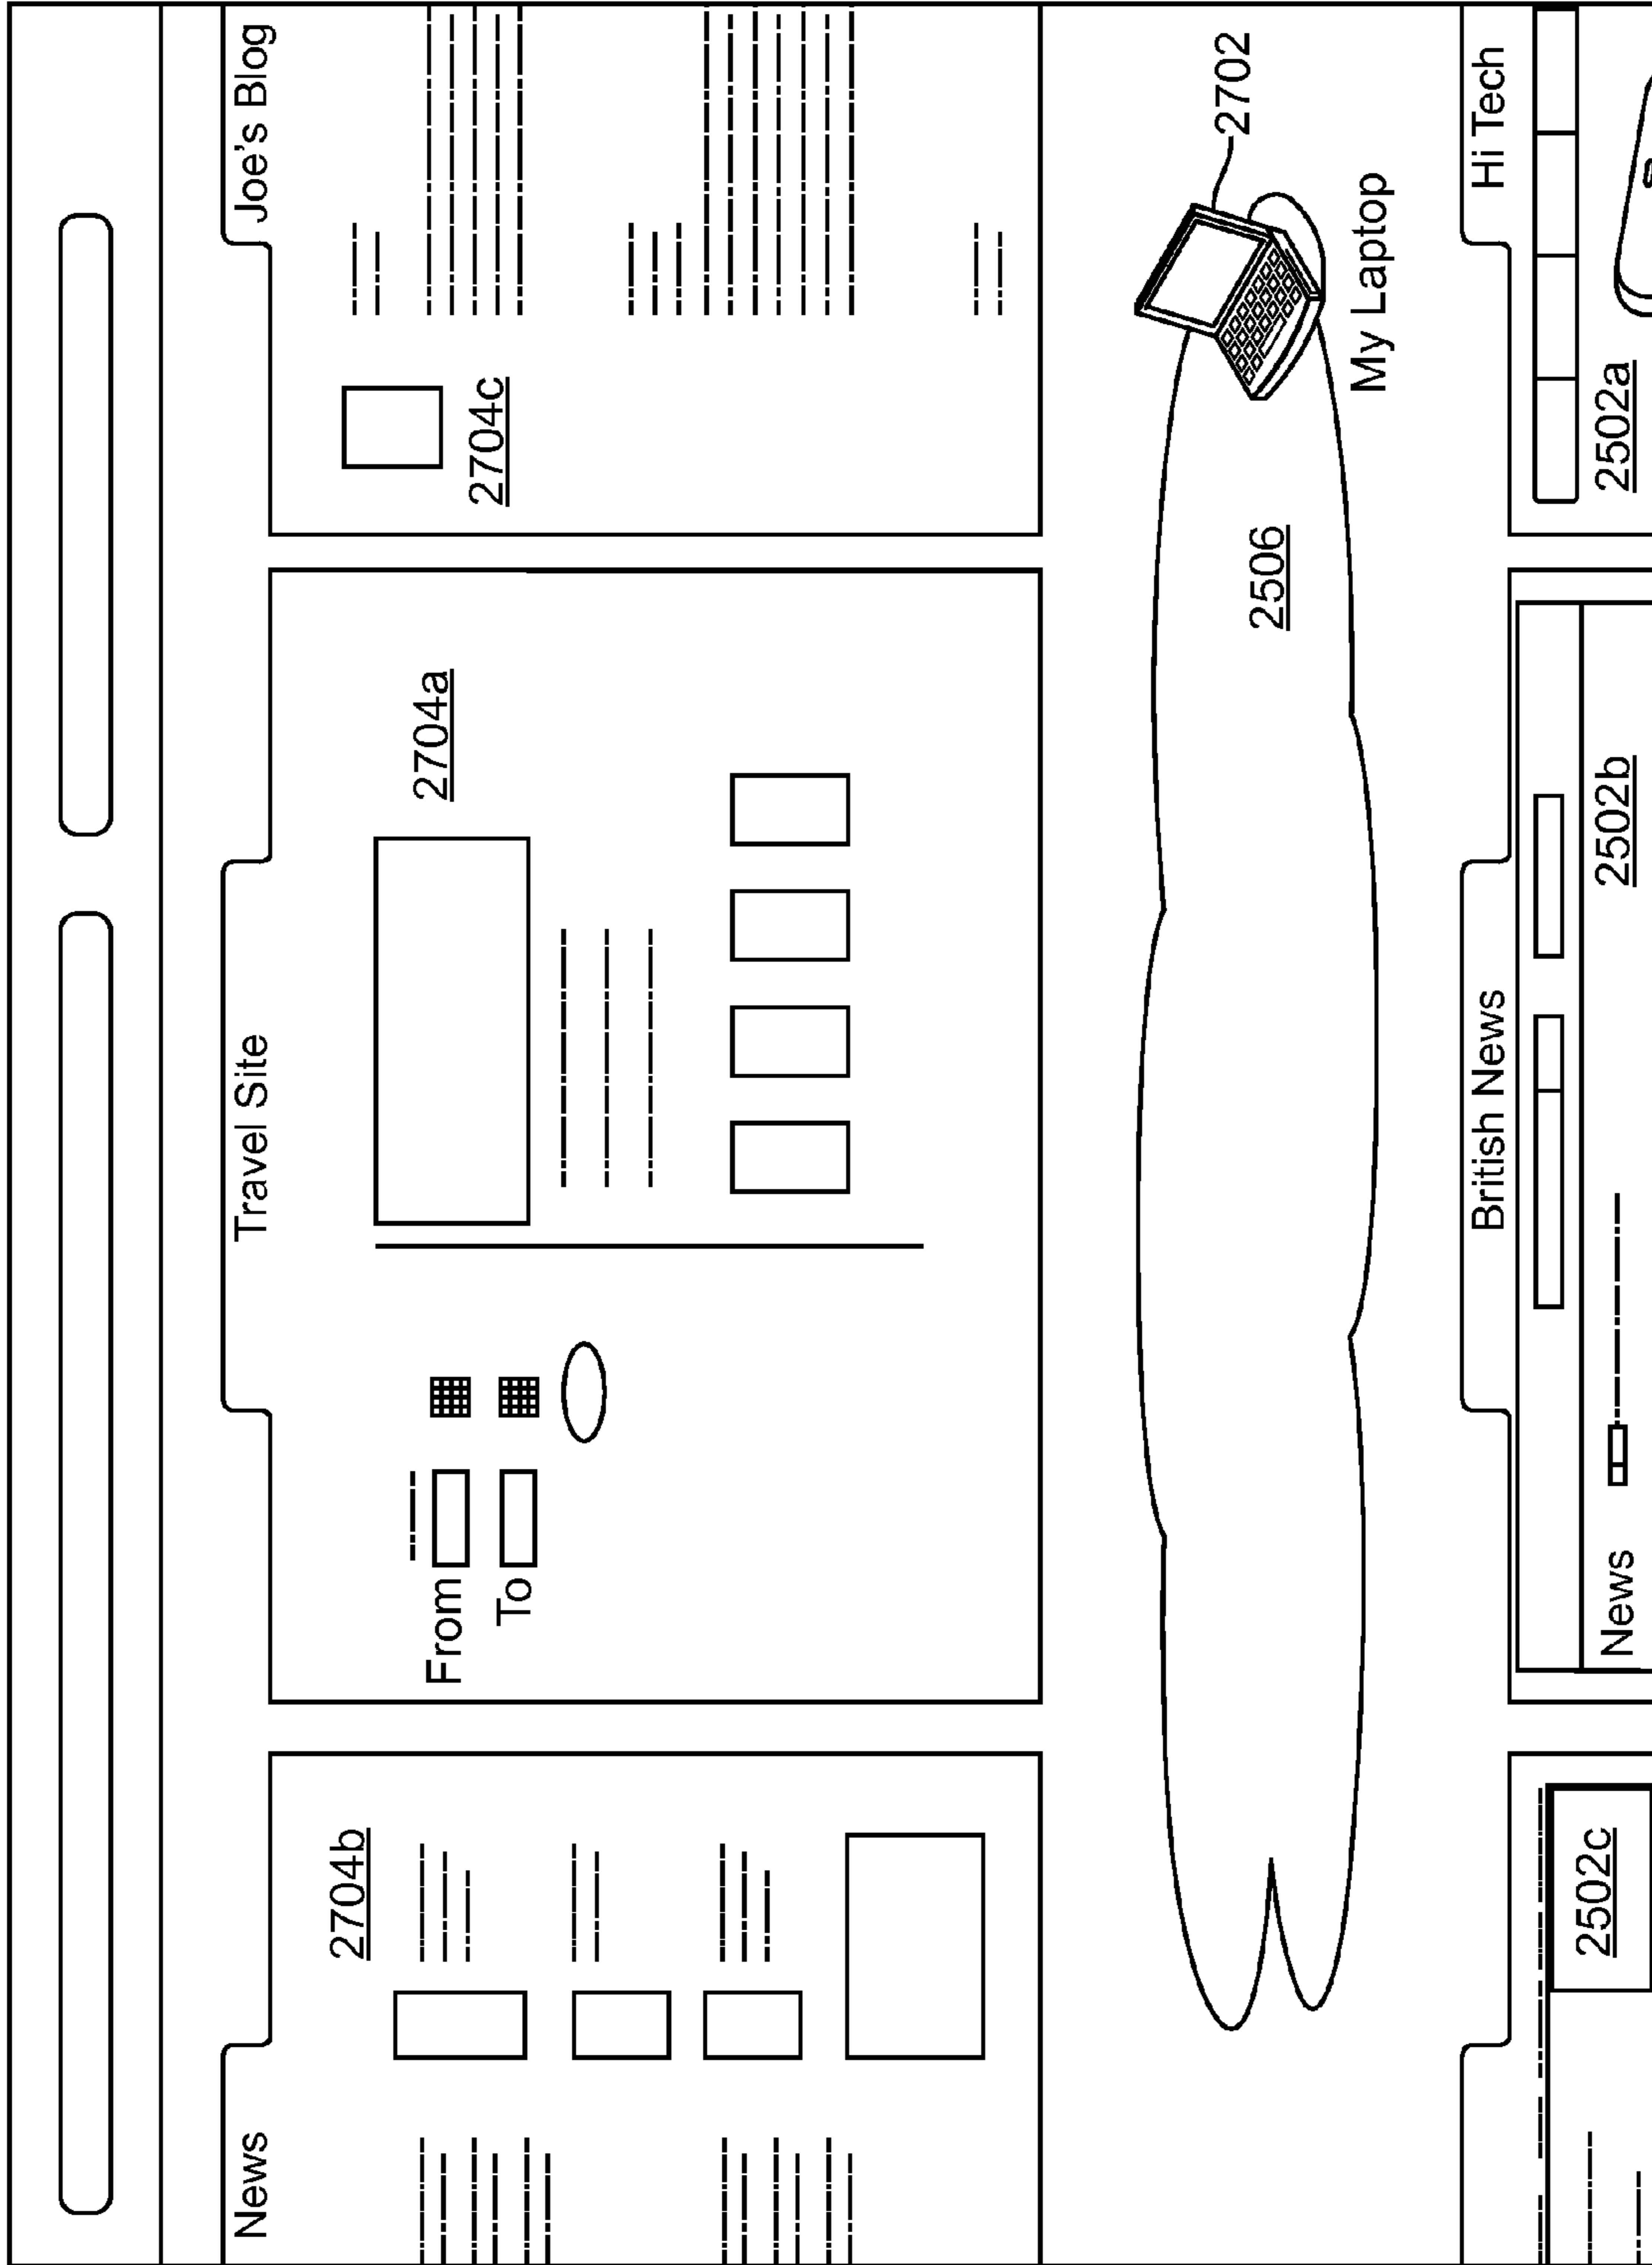 News
Travel Site
Joe's Blog
2704b
2704a
2704c
From
To
2702
2506
My Laptop
British News
Hi Tech
2502c
2502b
2502a
News